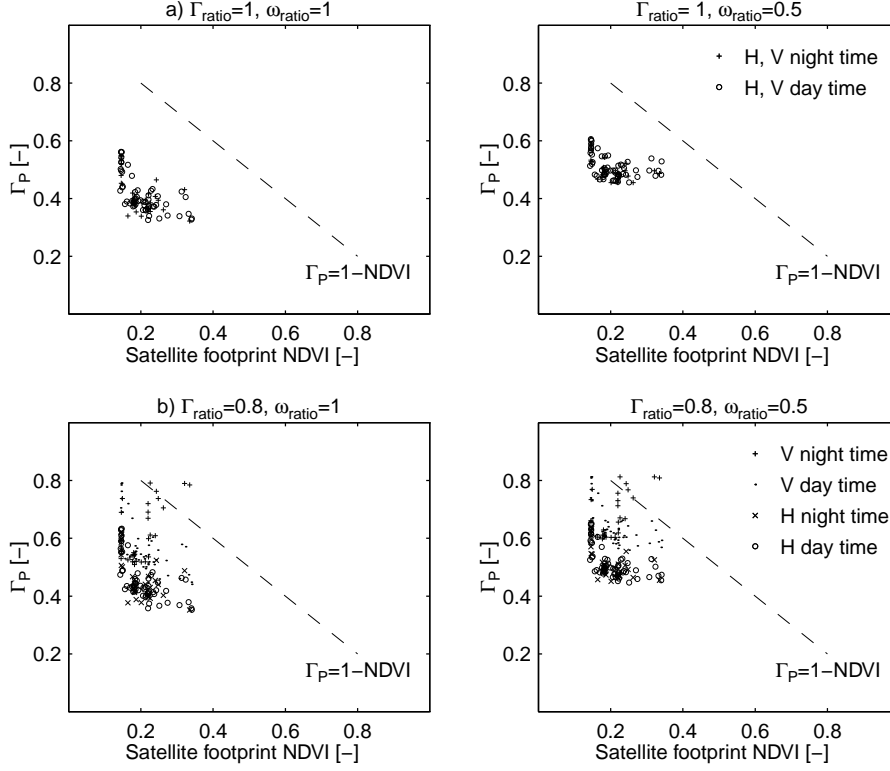 a) Γratio=1, ωratio=1
0.8
0.6
0.4
0.2
ΓP [-]
ΓP=1−NDVI
0.2 0.4 0.6 0.8
Satellite footprint NDVI [-]
Γratio= 1, ωratio=0.5
+ H, V night time
o H, V day time
0.8
0.6
0.4
0.2
ΓP [-]
ΓP=1−NDVI
0.2 0.4 0.6 0.8
Satellite footprint NDVI [-]
b) Γratio=0.8, ωratio=1
0.8
0.6
0.4
0.2
ΓP [-]
ΓP=1−NDVI
0.2 0.4 0.6 0.8
Satellite footprint NDVI [-]
Γratio=0.8, ωratio=0.5
+ V night time
· V day time
× H night time
o H day time
0.8
0.6
0.4
0.2
ΓP [-]
ΓP=1−NDVI
0.2 0.4 0.6 0.8
Satellite footprint NDVI [-]